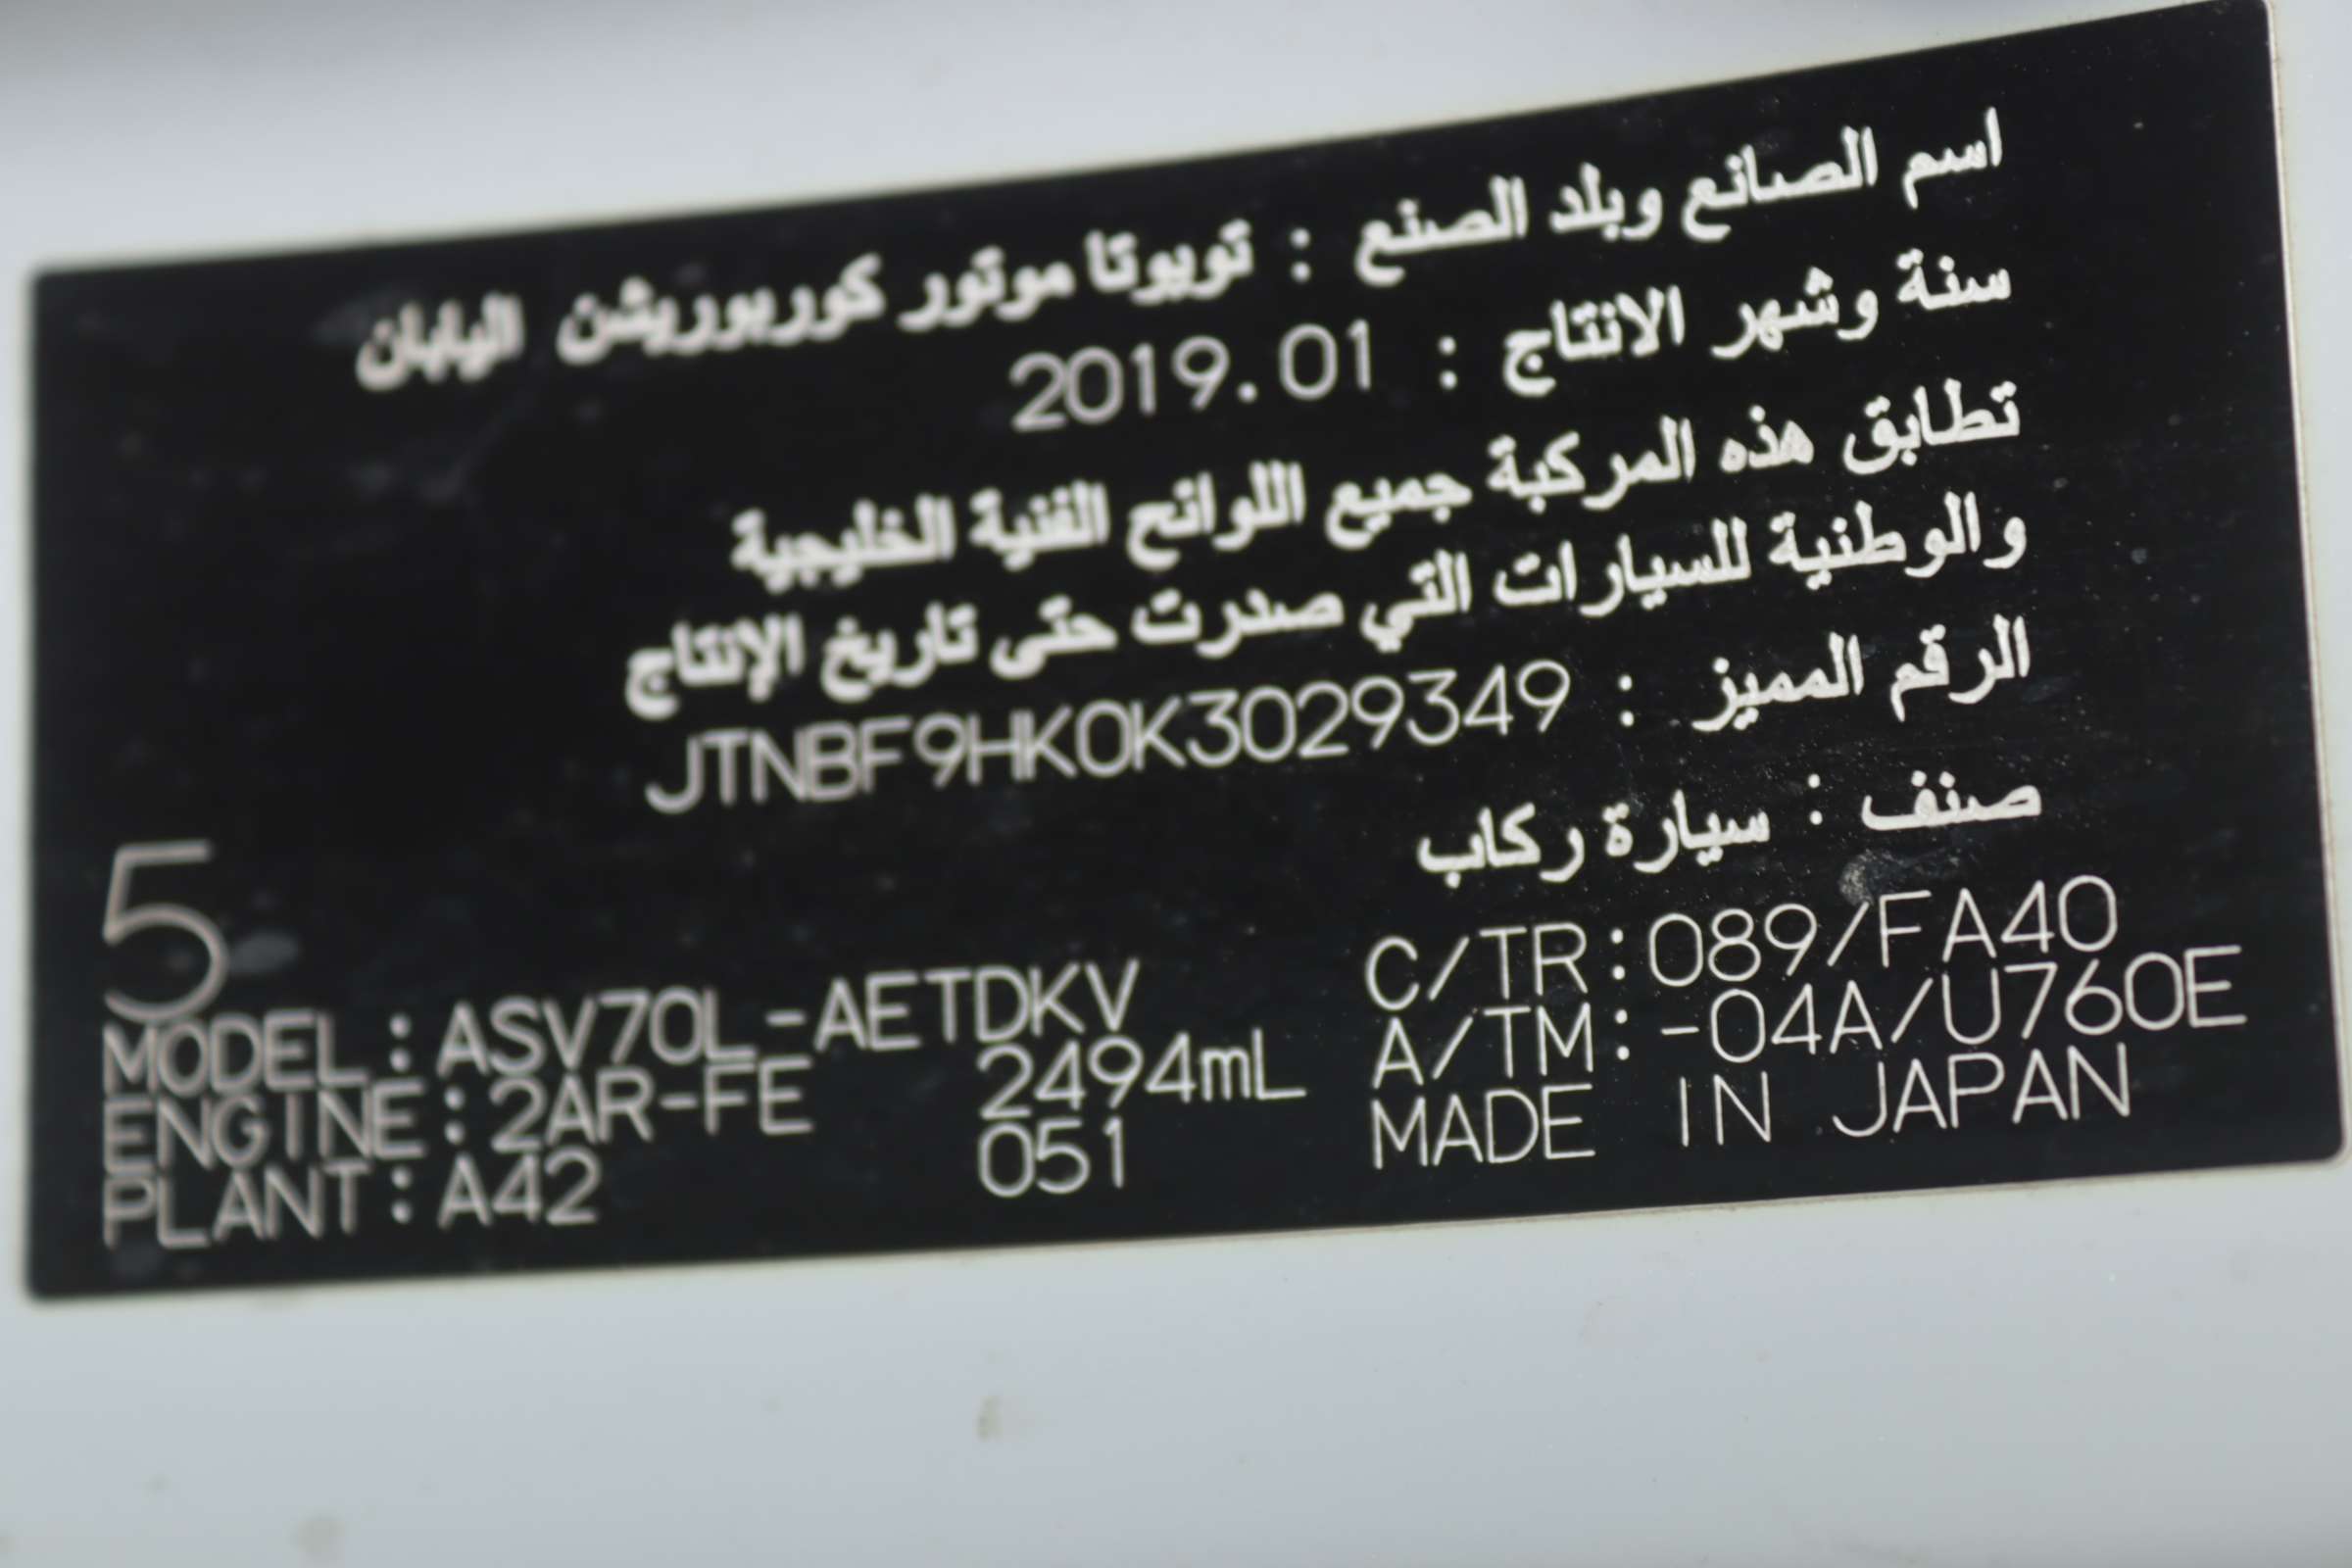 اسم الصانع وبلد الصنع : تويوتا موتور كوربوريشن اليابان
سنة وشهر الانتاج : 2019.01
تطابق هذه المركبة جميع اللوائح الفنية الخليجية
والوطنية للسيارات التي صدرت حتى تاريخ الإنتاج
الرقم المميز : JTNBF9HK0K3029349
صنف : سيارة ركاب
5
MODEL:ASV70L-AETDKV C/TR:089/FA40
ENGINE:2AR-FE 2494mL A/TM:-04A/U760E
PLANT:A42 051 MADE IN JAPAN